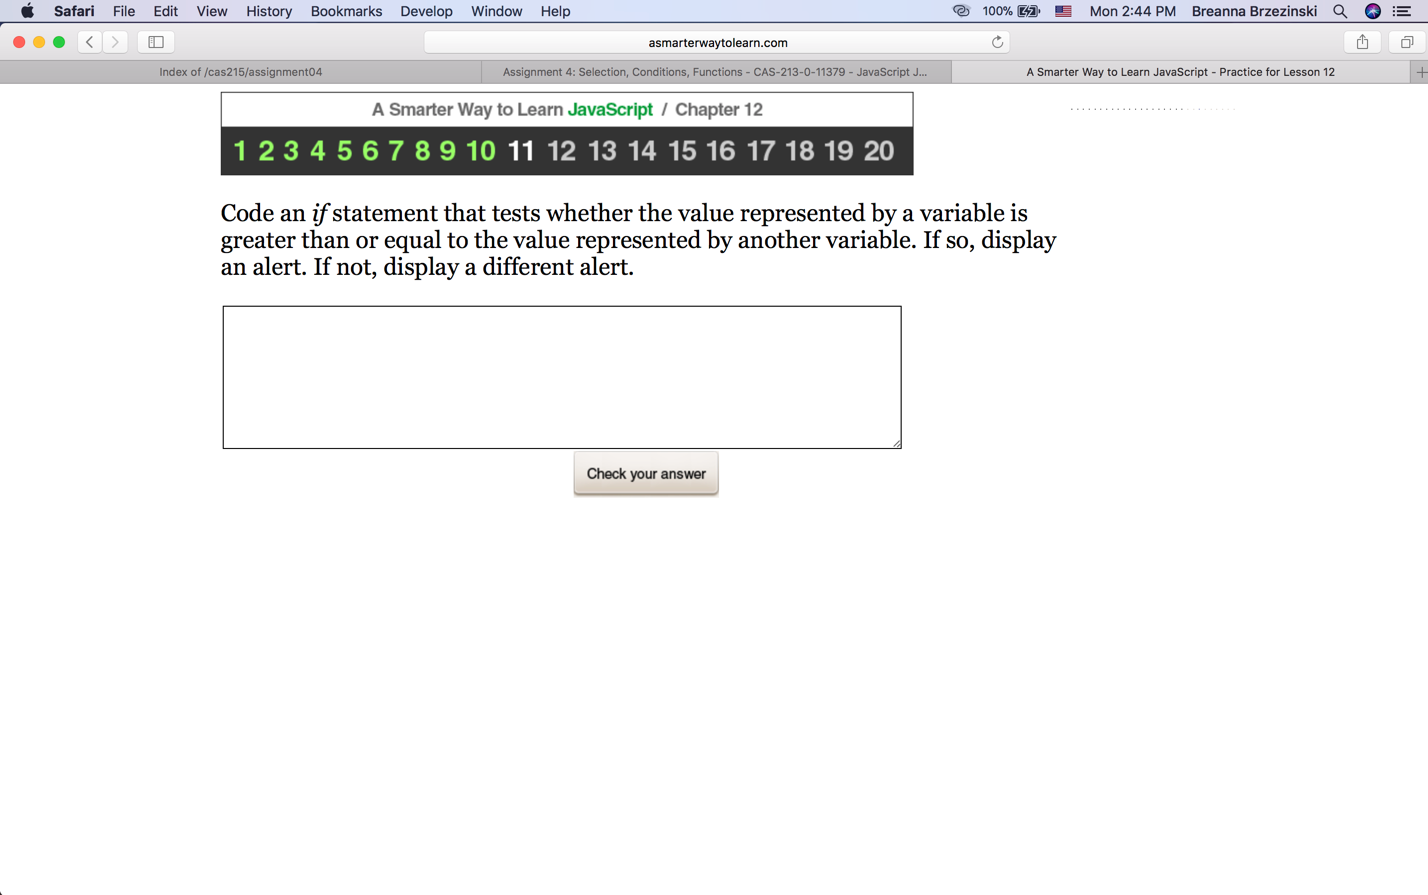 Safari File Edit View History Bookmarks Develop Window Help 100% Mon 2:44 PM Breanna Brzezinski
asmarterwaytolearn.com
Index of /cas215/assignment04 Assignment 4: Selection, Conditions, Functions - CAS-213-0-11379 - JavaScript J... A Smarter Way to Learn JavaScript - Practice for Lesson 12
A Smarter Way to Learn JavaScript / Chapter 12
1 2 3 4 5 6 7 8 9 10 11 12 13 14 15 16 17 18 19 20
Code an if statement that tests whether the value represented by a variable is
greater than or equal to the value represented by another variable. If so, display
an alert. If not, display a different alert.
Check your answer